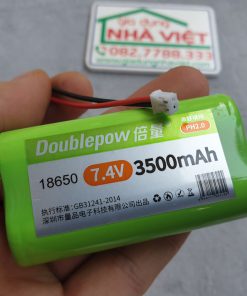 gia dụng
NHÀ VIỆT
082.7788.333
Doublepow 倍量
PH2.0
18650 7.4V 3500mAh
执行标准:GB31241-2014
深圳市量品电子科技有限公司出品